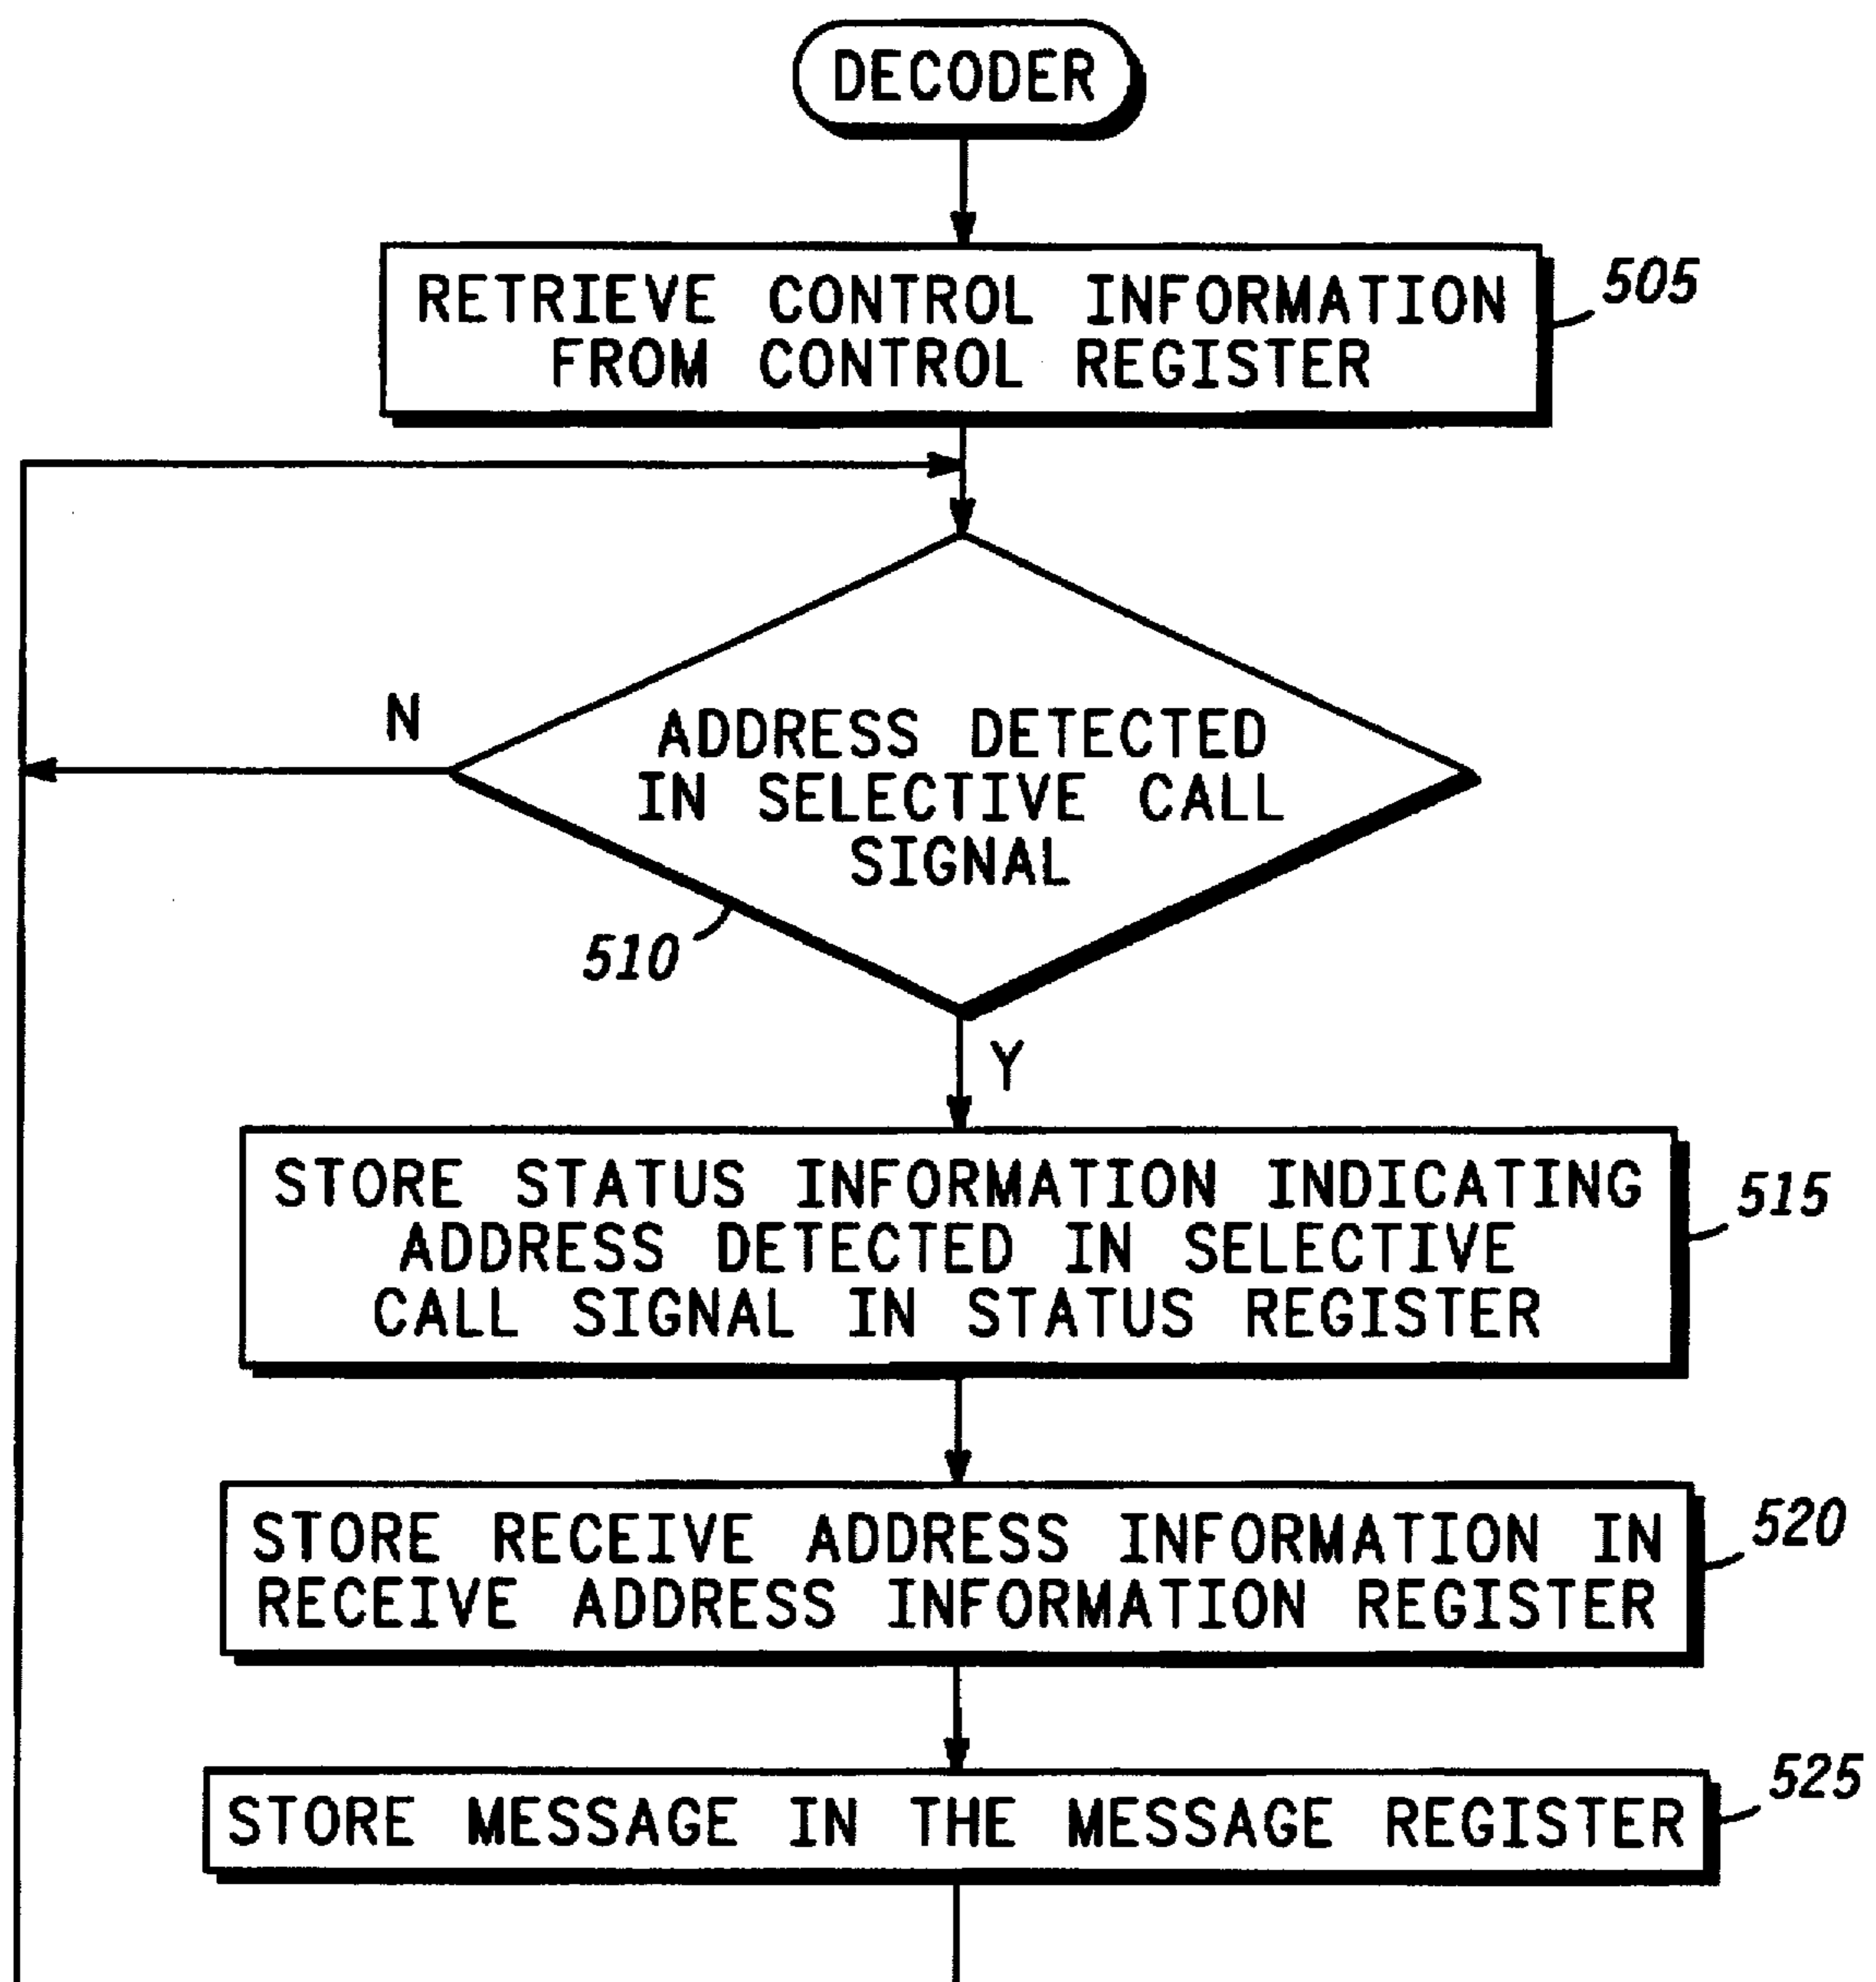 DECODER
RETRIEVE CONTROL INFORMATION
FROM CONTROL REGISTER
505
N
ADDRESS DETECTED
IN SELECTIVE CALL
SIGNAL
510
Y
STORE STATUS INFORMATION INDICATING
ADDRESS DETECTED IN SELECTIVE
CALL SIGNAL IN STATUS REGISTER
515
STORE RECEIVE ADDRESS INFORMATION IN
RECEIVE ADDRESS INFORMATION REGISTER
520
STORE MESSAGE IN THE MESSAGE REGISTER
525